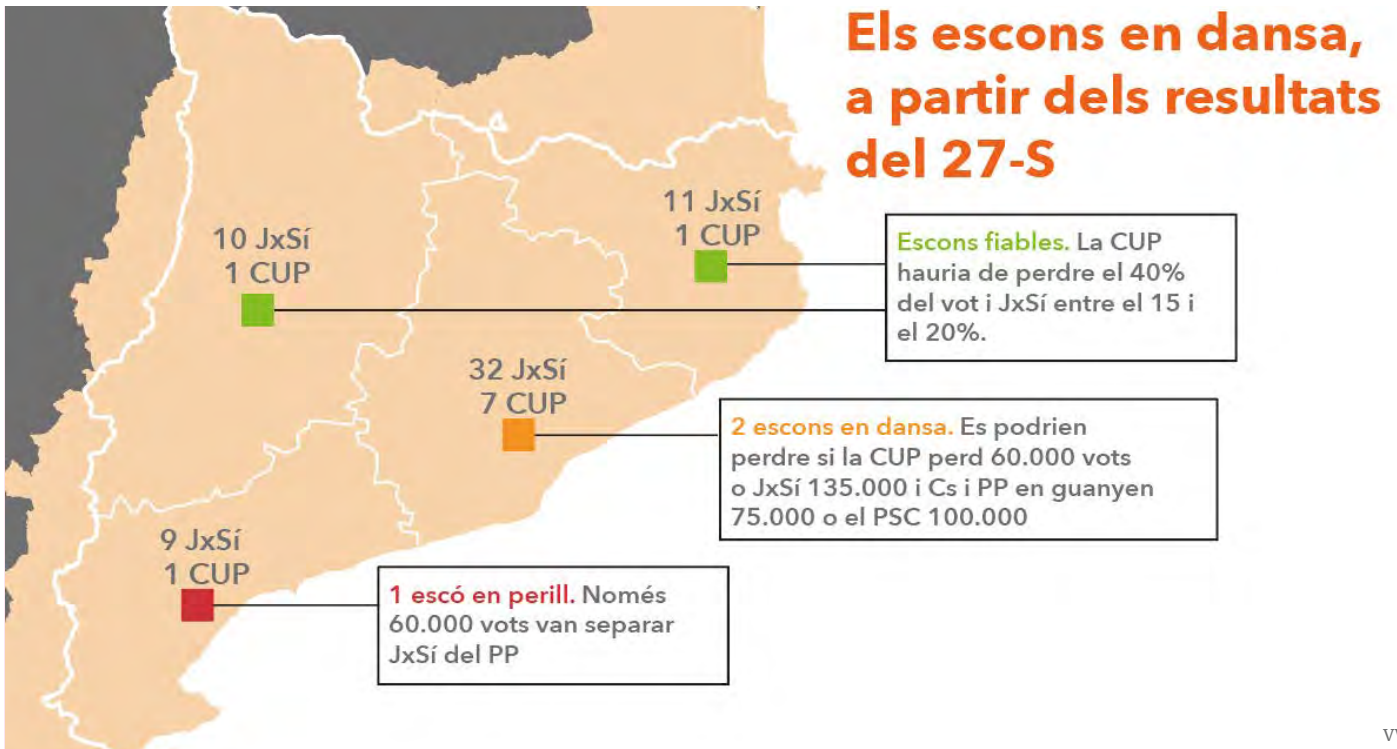 Els escons en dansa,
a partir dels resultats
del 27-S
11 JxSí
1 CUP
10 JxSí
1 CUP
Escons fiables. La CUP
hauria de perdre el 40%
del vot i JxSí entre el 15 i
el 20%.
32 JxSí
7 CUP
2 escons en dansa. Es podrien
perdre si la CUP perd 60.000 vots
o JxSí 135.000 i Cs i PP en guanyen
75.000 o el PSC 100.000
9 JxSí
1 CUP
1 escó en perill. Només
60.000 vots van separar
JxSí del PP